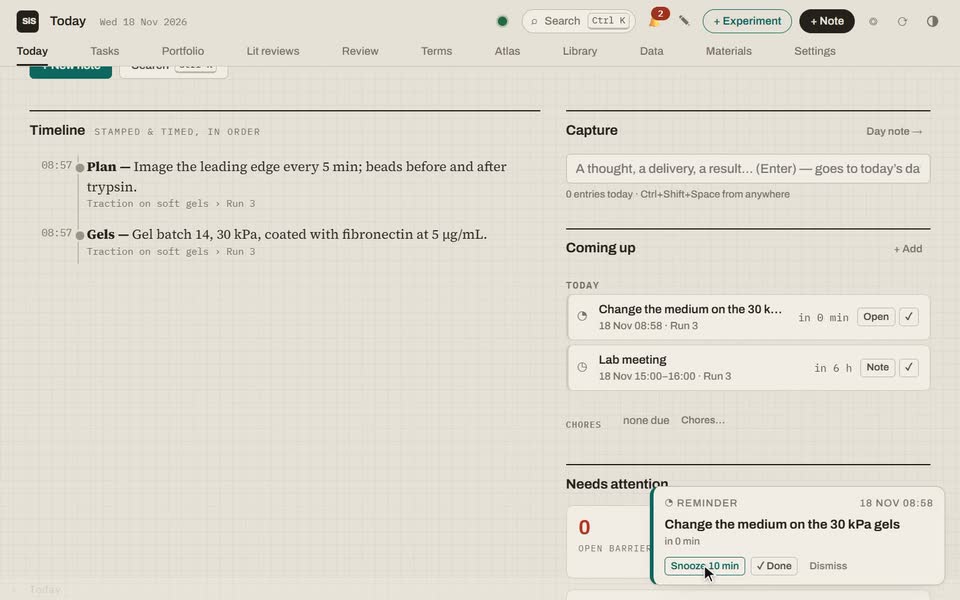 SiS Today Wed 18 Nov 2026 Search Ctrl K 2 + Experiment + Note
Today Tasks Portfolio Lit reviews Review Terms Atlas Library Data Materials Settings
+ New note Search Ctrl K
Timeline STAMPED & TIMED, IN ORDER
08:57 Plan — Image the leading edge every 5 min; beads before and after
trypsin.
Traction on soft gels › Run 3
08:57 Gels — Gel batch 14, 30 kPa, coated with fibronectin at 5 µg/mL.
Traction on soft gels › Run 3
Capture Day note →
A thought, a delivery, a result… (Enter) — goes to today's da
0 entries today · Ctrl+Shift+Space from anywhere
Coming up + Add
TODAY
Change the medium on the 30 k… in 0 min Open ✓
18 Nov 08:58 · Run 3
Lab meeting in 6 h Note ✓
18 Nov 15:00–16:00 · Run 3
CHORES none due Chores…
Needs attention
0
OPEN BARRIER
REMINDER 18 NOV 08:58
Change the medium on the 30 kPa gels
in 0 min
Snooze 10 min ✓ Done Dismiss
› Today